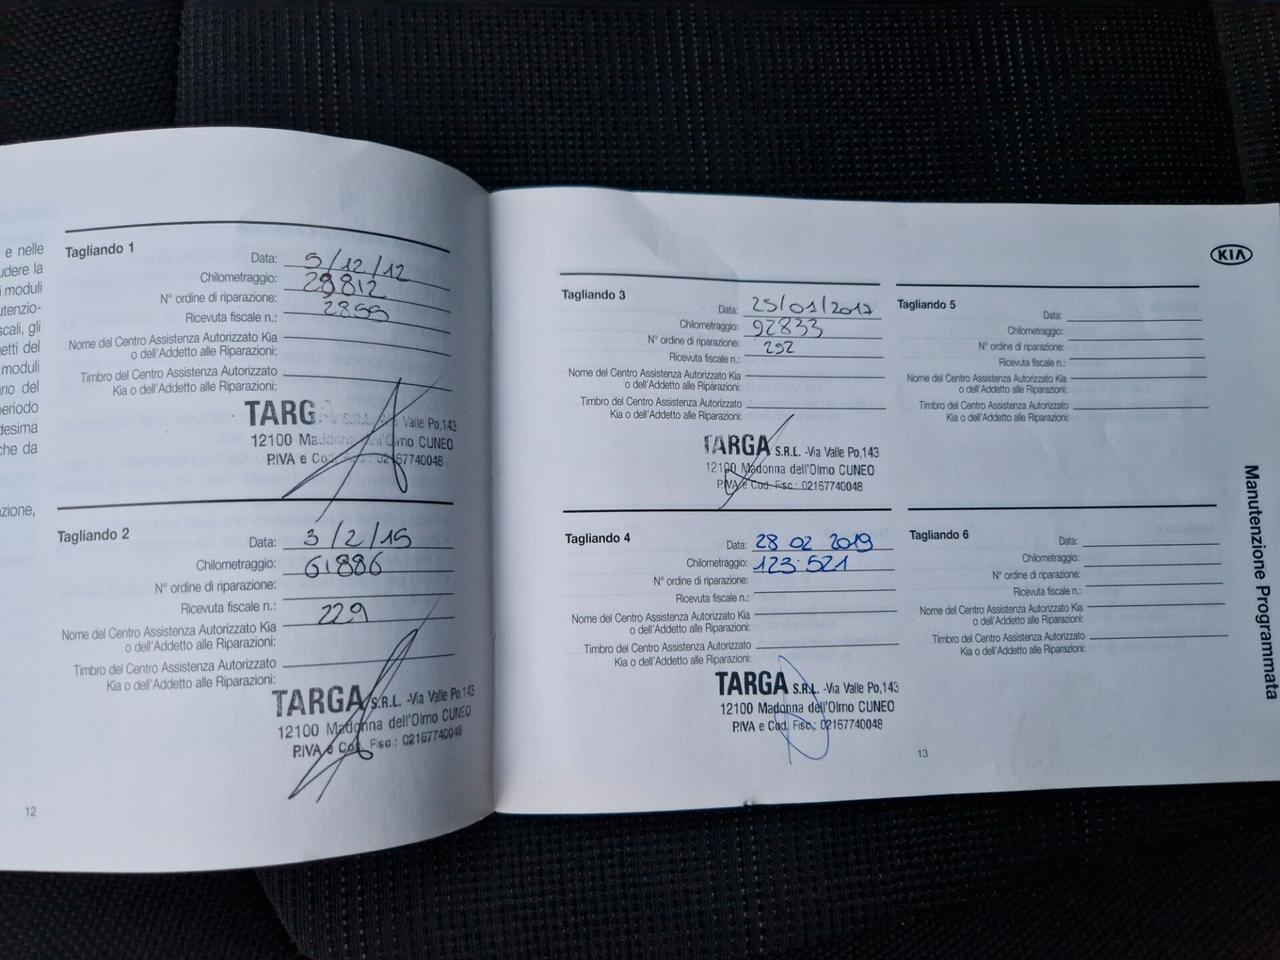 e nelle
udere la
i moduli
utenzio-
scali, gli
etti del
moduli
rio del
periodo
desima
che da
azione,
Tagliando 1
Data: 5/12/12
Chilometraggio: 28812
N° ordine di riparazione: 2899
Ricevuta fiscale n.:
Nome del Centro Assistenza Autorizzato Kia
o dell'Addetto alle Riparazioni:
Timbro del Centro Assistenza Autorizzato
Kia o dell'Addetto alle Riparazioni:
TARGA S.R.L. -Via Valle Po,143
12100 Madonna dell'Olmo CUNEO
P.IVA e Cod. Fisc.: 02167740048
Tagliando 2
Data: 3/2/15
Chilometraggio: 61886
N° ordine di riparazione:
Ricevuta fiscale n.: 229
Nome del Centro Assistenza Autorizzato Kia
o dell'Addetto alle Riparazioni:
Timbro del Centro Assistenza Autorizzato
Kia o dell'Addetto alle Riparazioni:
TARGA S.R.L. -Via Valle Po,143
12100 Madonna dell'Olmo CUNEO
P.IVA e Cod. Fisc.: 02167740048
12
KIA
Tagliando 3
Data: 25/01/2017
Chilometraggio: 92833
N° ordine di riparazione: 292
Ricevuta fiscale n.:
Nome del Centro Assistenza Autorizzato Kia
o dell'Addetto alle Riparazioni:
Timbro del Centro Assistenza Autorizzato
Kia o dell'Addetto alle Riparazioni:
TARGA S.R.L. -Via Valle Po,143
12100 Madonna dell'Olmo CUNEO
P.IVA e Cod. Fisc.: 02167740048
Tagliando 4
Data: 28 02 2019
Chilometraggio: 123.521
N° ordine di riparazione:
Ricevuta fiscale n.:
Nome del Centro Assistenza Autorizzato Kia
o dell'Addetto alle Riparazioni:
Timbro del Centro Assistenza Autorizzato
Kia o dell'Addetto alle Riparazioni:
TARGA S.R.L. -Via Valle Po,143
12100 Madonna dell'Olmo CUNEO
P.IVA e Cod. Fisc.: 02167740048
Tagliando 5
Data:
Chilometraggio:
N° ordine di riparazione:
Ricevuta fiscale n.:
Nome del Centro Assistenza Autorizzato Kia
o dell'Addetto alle Riparazioni:
Timbro del Centro Assistenza Autorizzato
Kia o dell'Addetto alle Riparazioni:
Tagliando 6
Data:
Chilometraggio:
N° ordine di riparazione:
Ricevuta fiscale n.:
Nome del Centro Assistenza Autorizzato Kia
o dell'Addetto alle Riparazioni:
Timbro del Centro Assistenza Autorizzato
Kia o dell'Addetto alle Riparazioni:
Manutenzione Programmata
13